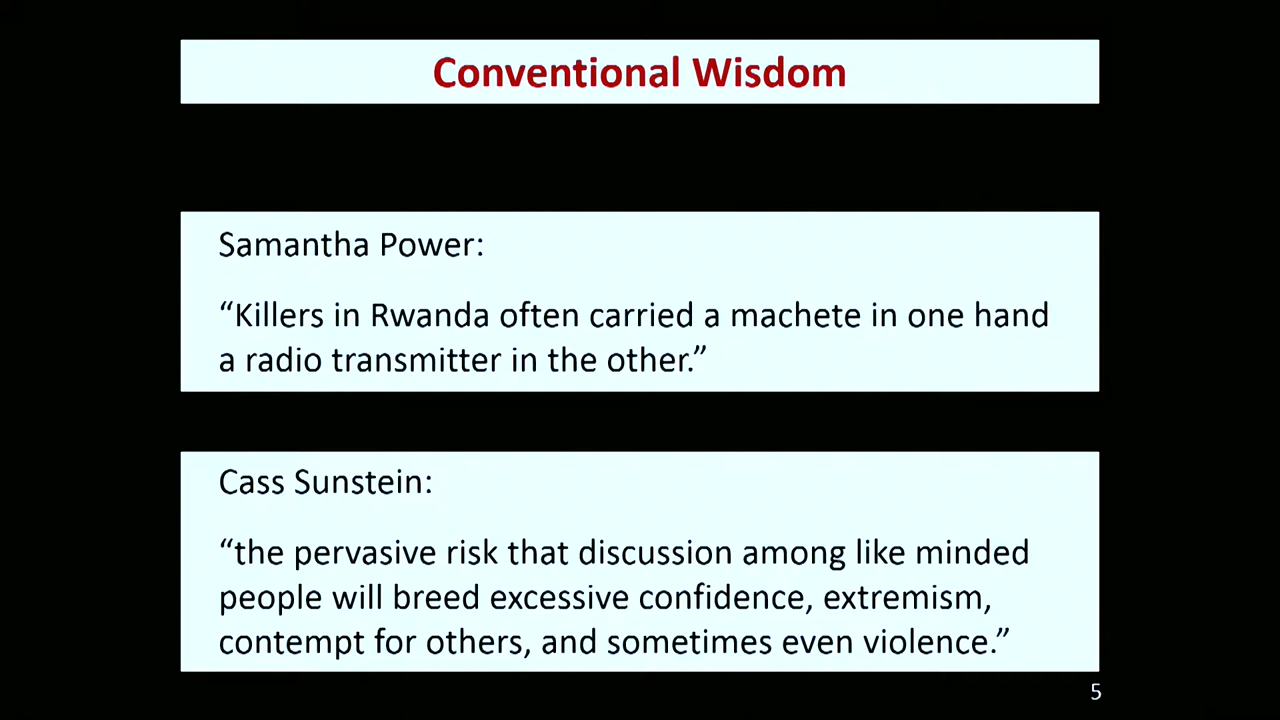 Conventional Wisdom
Samantha Power:
“Killers in Rwanda often carried a machete in one hand
a radio transmitter in the other.”
Cass Sunstein:
“the pervasive risk that discussion among like minded
people will breed excessive confidence, extremism,
contempt for others, and sometimes even violence.”
5